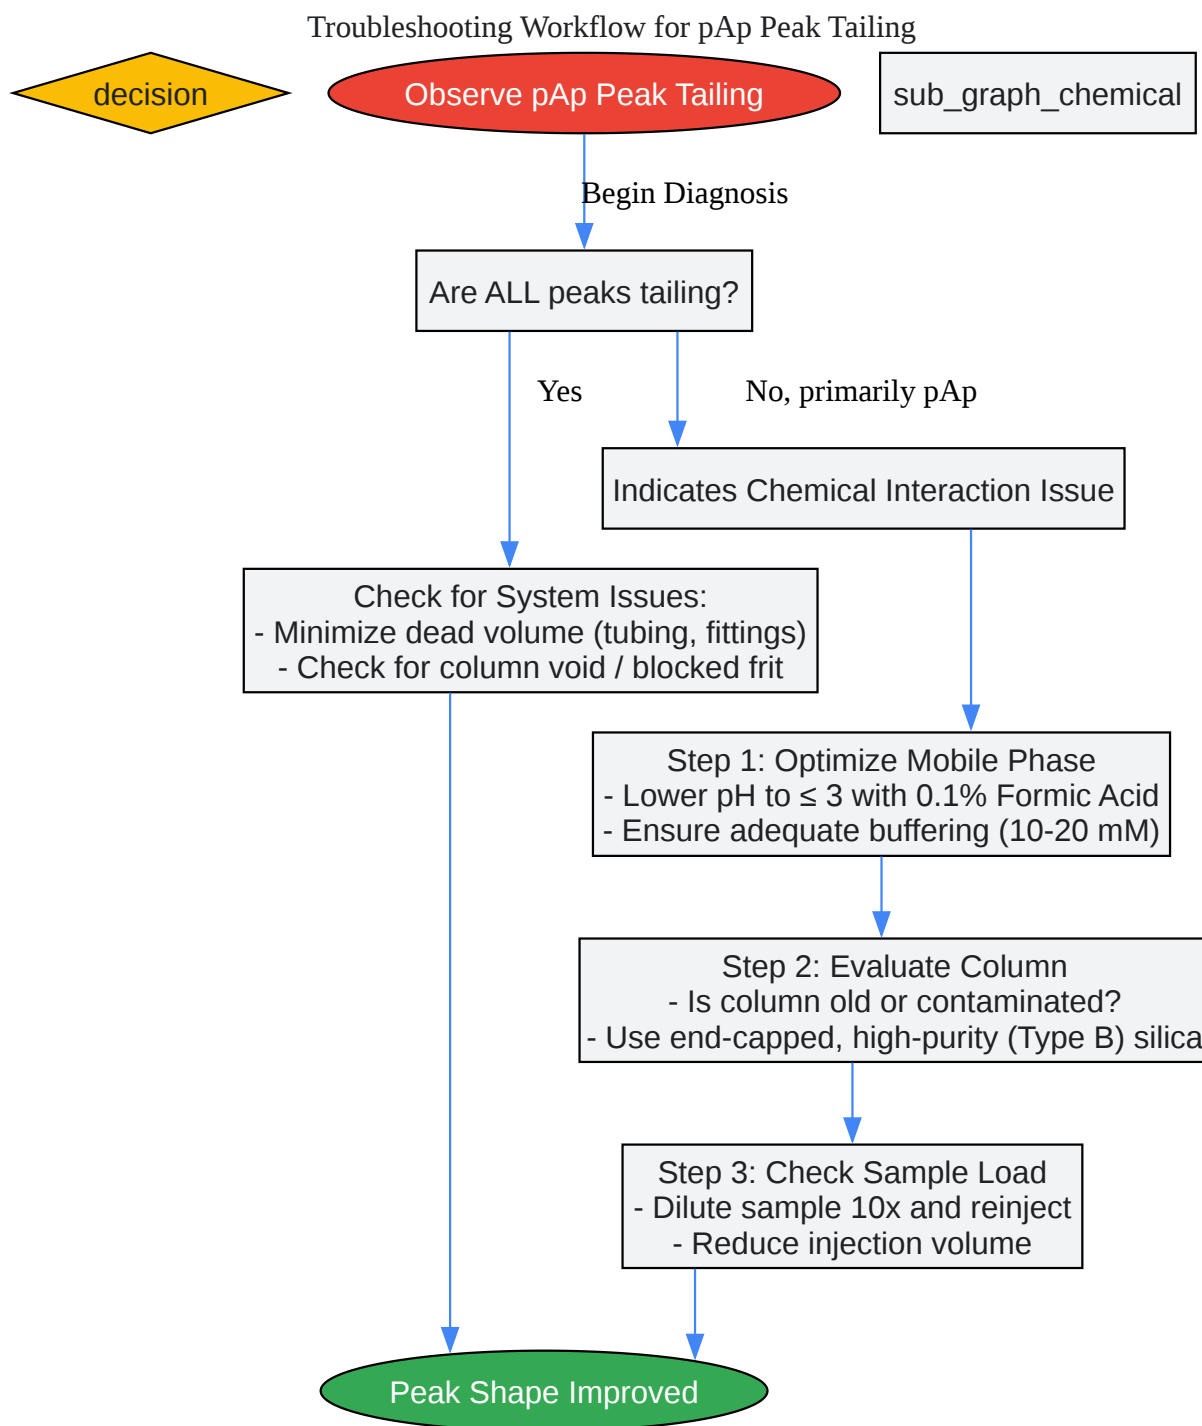 Troubleshooting Workflow for pAp Peak Tailing
decision
Observe pAp Peak Tailing
sub_graph_chemical
Begin Diagnosis
Are ALL peaks tailing?
Yes
No, primarily pAp
Indicates Chemical Interaction Issue
Check for System Issues:
- Minimize dead volume (tubing, fittings)
- Check for column void / blocked frit
Step 1: Optimize Mobile Phase
- Lower pH to ≤ 3 with 0.1% Formic Acid
- Ensure adequate buffering (10-20 mM)
Step 2: Evaluate Column
- Is column old or contaminated?
- Use end-capped, high-purity (Type B) silica
Step 3: Check Sample Load
- Dilute sample 10x and reinject
- Reduce injection volume
Peak Shape Improved